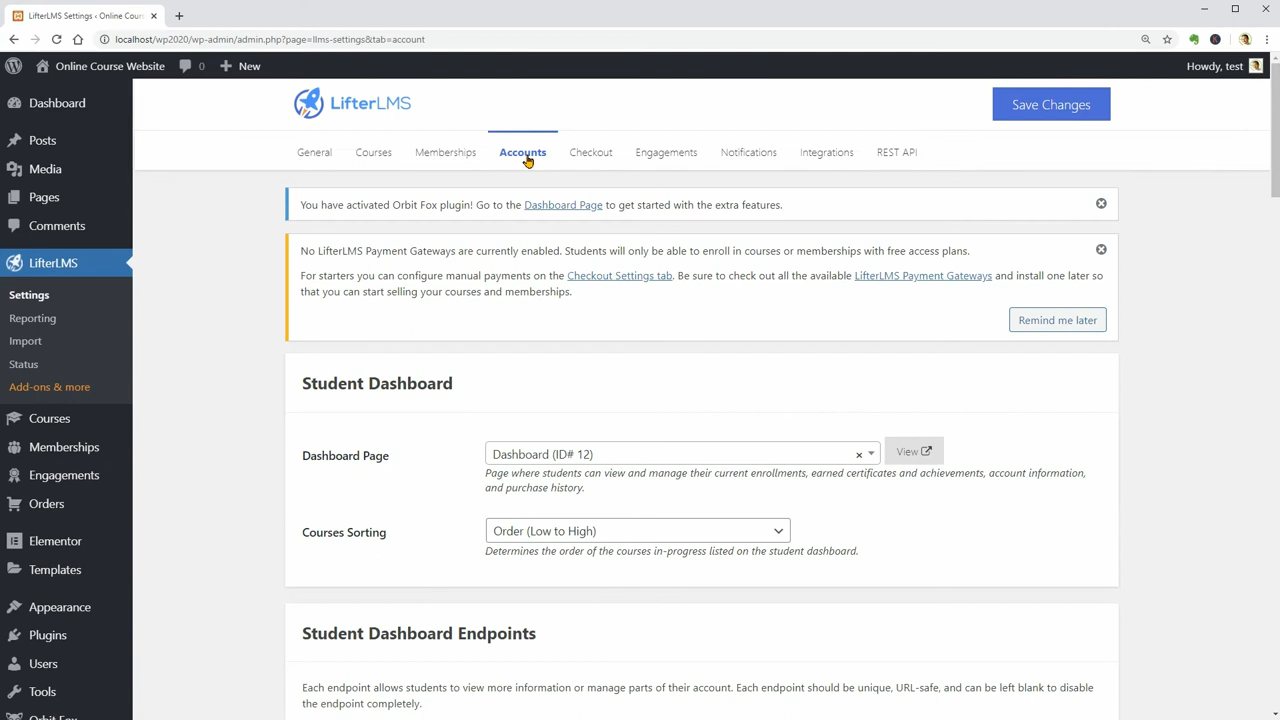 LifterLMS Settings ‹ Online Cour
localhost/wp2020/wp-admin/admin.php?page=llms-settings&tab=account
Online Course Website
0
New
Howdy, test
Dashboard
Posts
Media
Pages
Comments
LifterLMS
Settings
Reporting
Import
Status
Add-ons & more
Courses
Memberships
Engagements
Orders
Elementor
Templates
Appearance
Plugins
Users
Tools
Orbit Fox
LifterLMS
Save Changes
General
Courses
Memberships
Accounts
Checkout
Engagements
Notifications
Integrations
REST API
You have activated Orbit Fox plugin! Go to the Dashboard Page to get started with the extra features.
No LifterLMS Payment Gateways are currently enabled. Students will only be able to enroll in courses or memberships with free access plans.
For starters you can configure manual payments on the Checkout Settings tab. Be sure to check out all the available LifterLMS Payment Gateways and install one later so
that you can start selling your courses and memberships.
Remind me later
Student Dashboard
Dashboard Page
Dashboard (ID# 12)
× 
View
Page where students can view and manage their current enrollments, earned certificates and achievements, account information,
and purchase history.
Courses Sorting
Order (Low to High)
Determines the order of the courses in-progress listed on the student dashboard.
Student Dashboard Endpoints
Each endpoint allows students to view more information or manage parts of their account. Each endpoint should be unique, URL-safe, and can be left blank to disable
the endpoint completely.